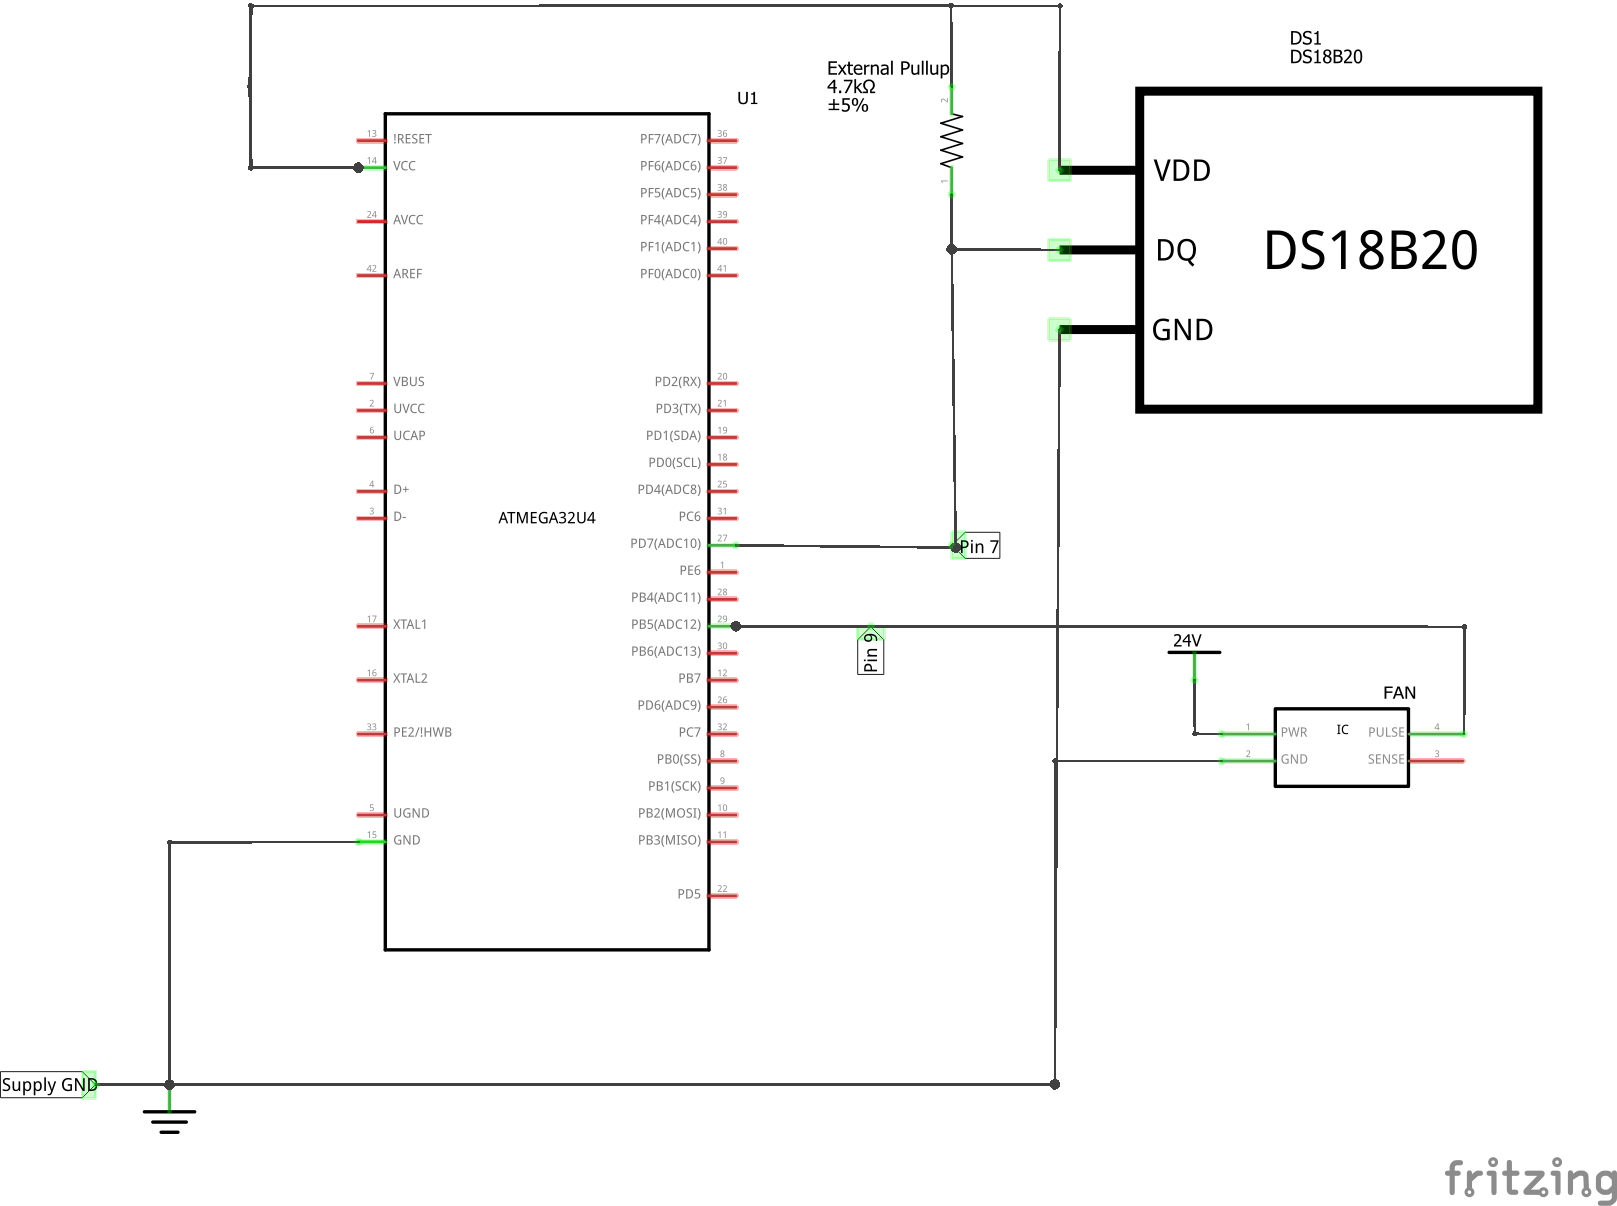 DS1
DS18B20
External Pullup
4.7kΩ
±5%
2
1
U1
13 !RESET
14 VCC
24 AVCC
42 AREF
7 VBUS
2 UVCC
6 UCAP
4 D+
3 D-
17 XTAL1
16 XTAL2
33 PE2/!HWB
5 UGND
15 GND
ATMEGA32U4
PF7(ADC7) 36
PF6(ADC6) 37
PF5(ADC5) 38
PF4(ADC4) 39
PF1(ADC1) 40
PF0(ADC0) 41
PD2(RX) 20
PD3(TX) 21
PD1(SDA) 19
PD0(SCL) 18
PD4(ADC8) 25
PC6 31
PD7(ADC10) 27
PE6 1
PB4(ADC11) 28
PB5(ADC12) 29
PB6(ADC13) 30
PB7 12
PD6(ADC9) 26
PC7 32
PB0(SS) 8
PB1(SCK) 9
PB2(MOSI) 10
PB3(MISO) 11
PD5 22
VDD
DQ
GND
DS18B20
Pin 7
Pin 9
24V
FAN
IC
1 PWR
2 GND
PULSE 4
SENSE 3
Supply GND
fritzing